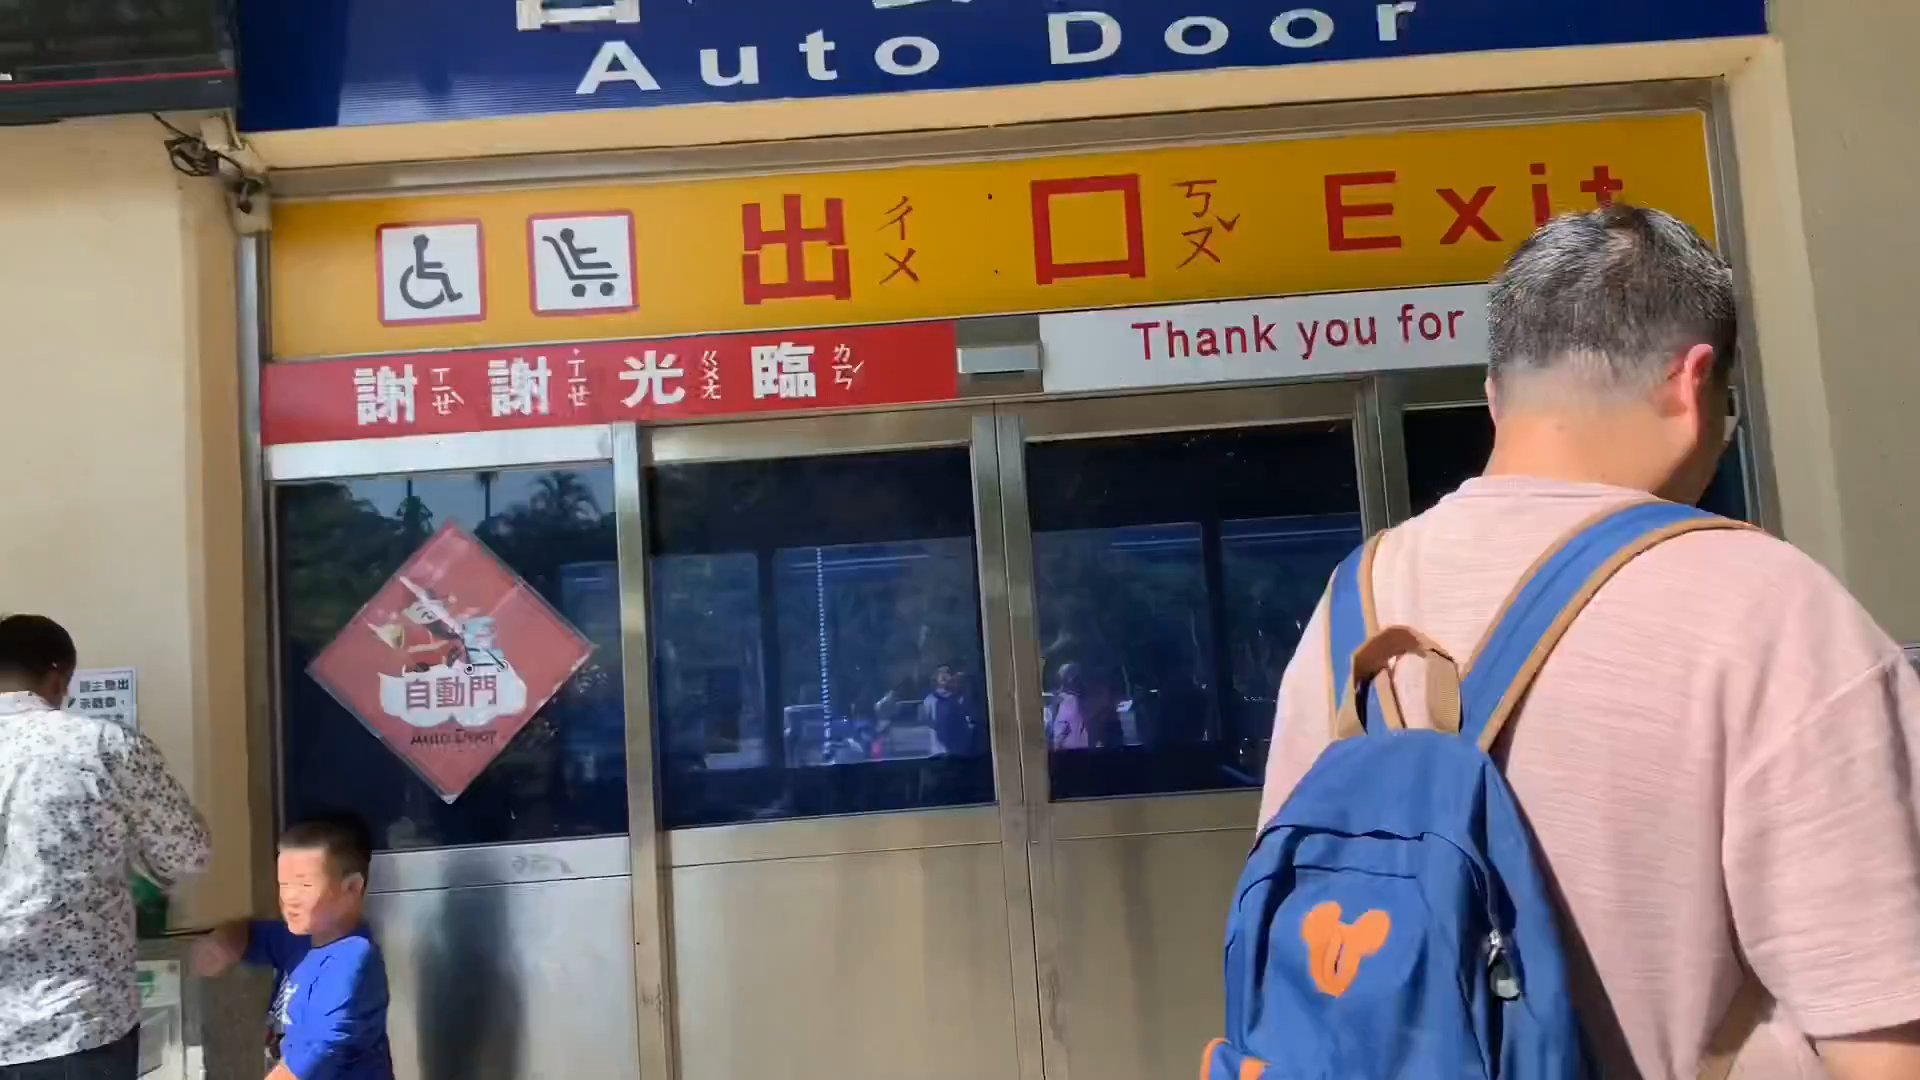 Auto Door
出ㄔㄨ 口ㄎㄡˇ Exit
謝ㄒㄧㄝˋ謝˙ㄒㄧㄝ光ㄍㄨㄤ臨ㄌㄧㄣˊ
Thank you for
自動門
Auto Door